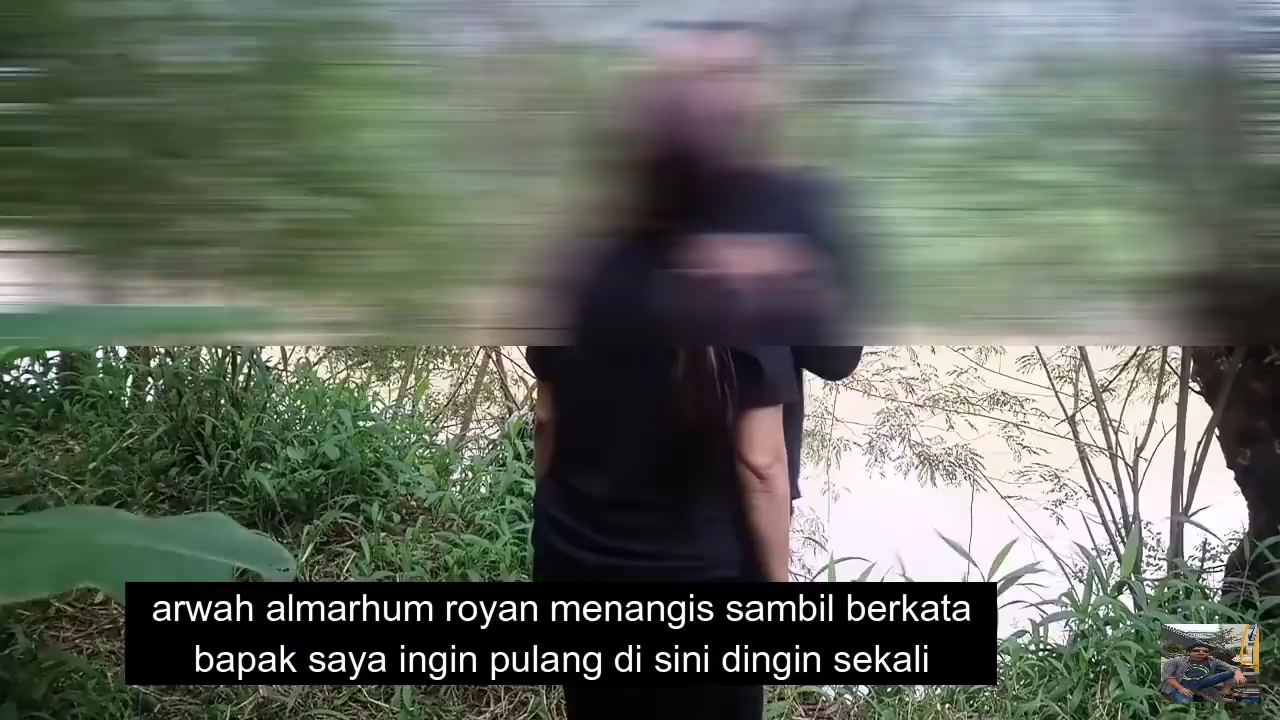 arwah almarhum royan menangis sambil berkata
bapak saya ingin pulang di sini dingin sekali